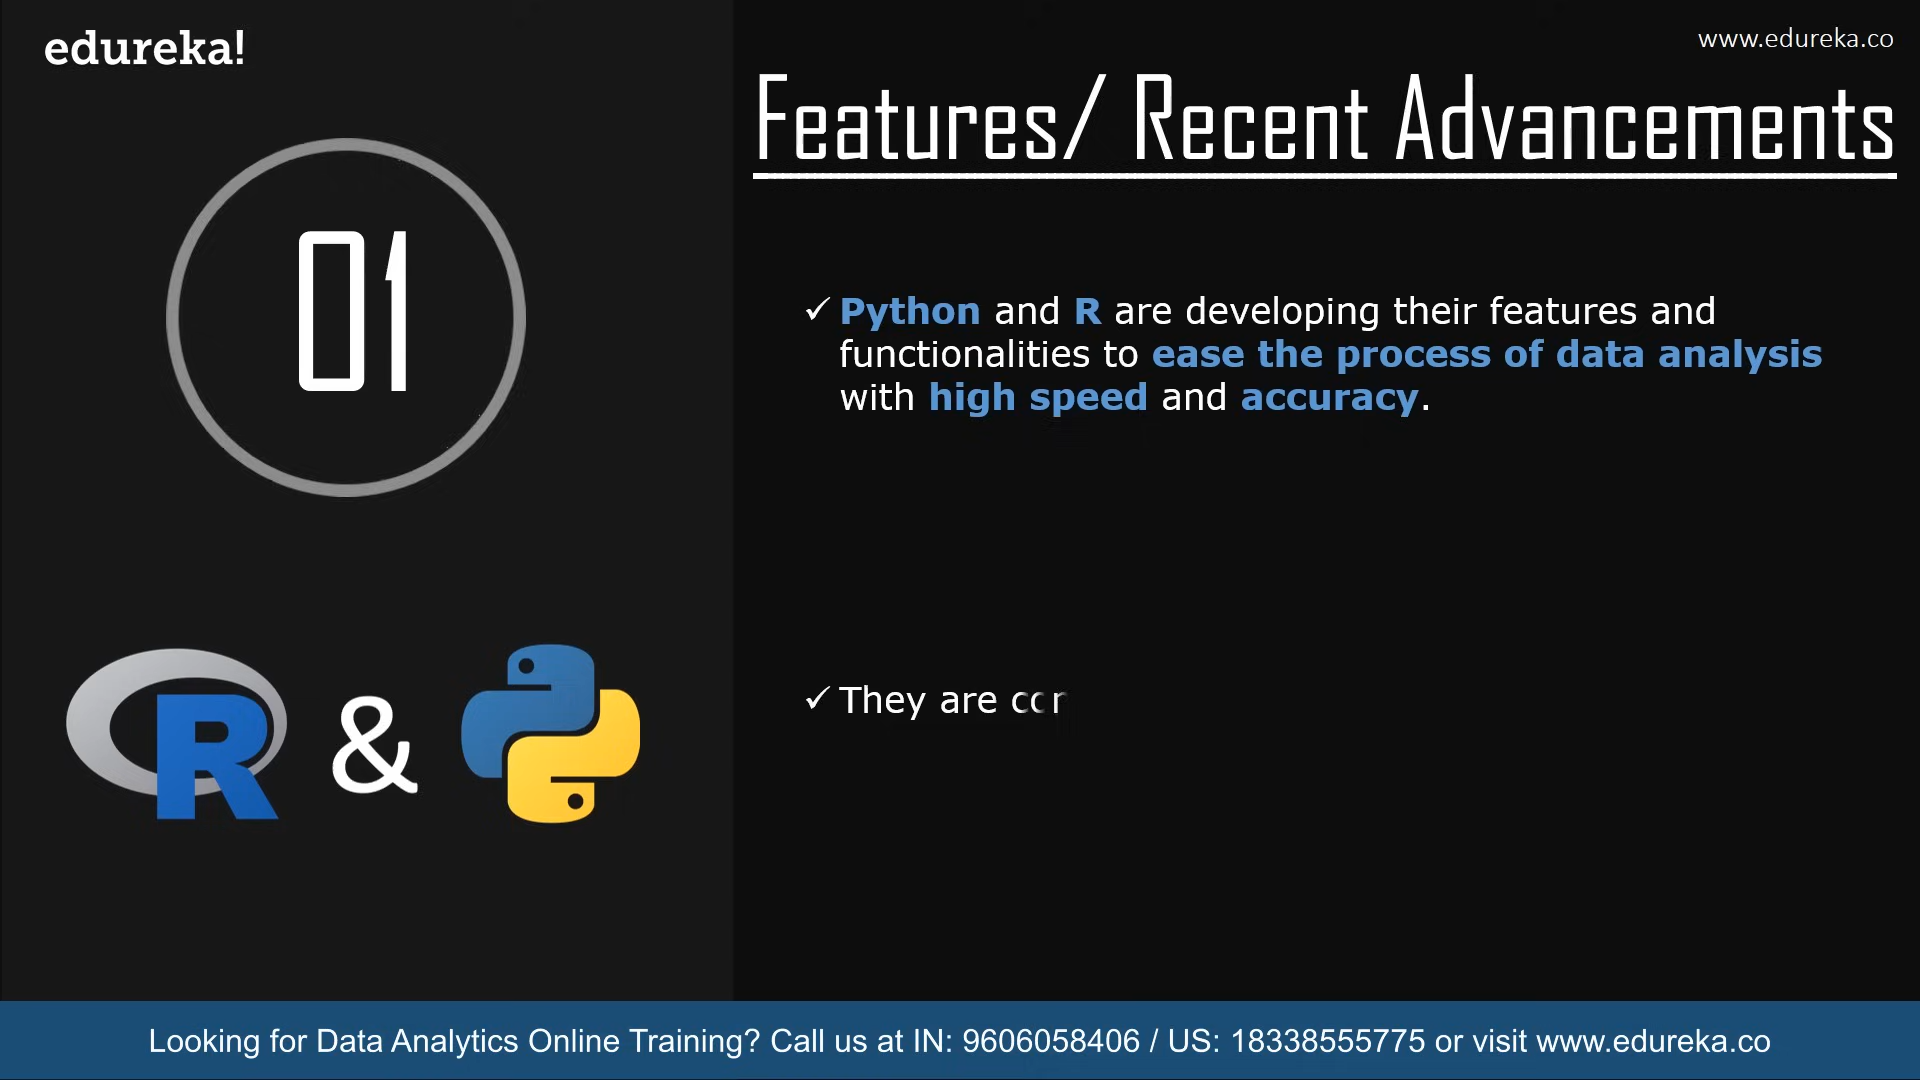 edureka!
www.edureka.co
Features/ Recent Advancements
01
✓ Python and R are developing their features and
functionalities to ease the process of data analysis
with high speed and accuracy.
R & 
✓ They are
Looking for Data Analytics Online Training? Call us at IN: 9606058406 / US: 18338555775 or visit www.edureka.co